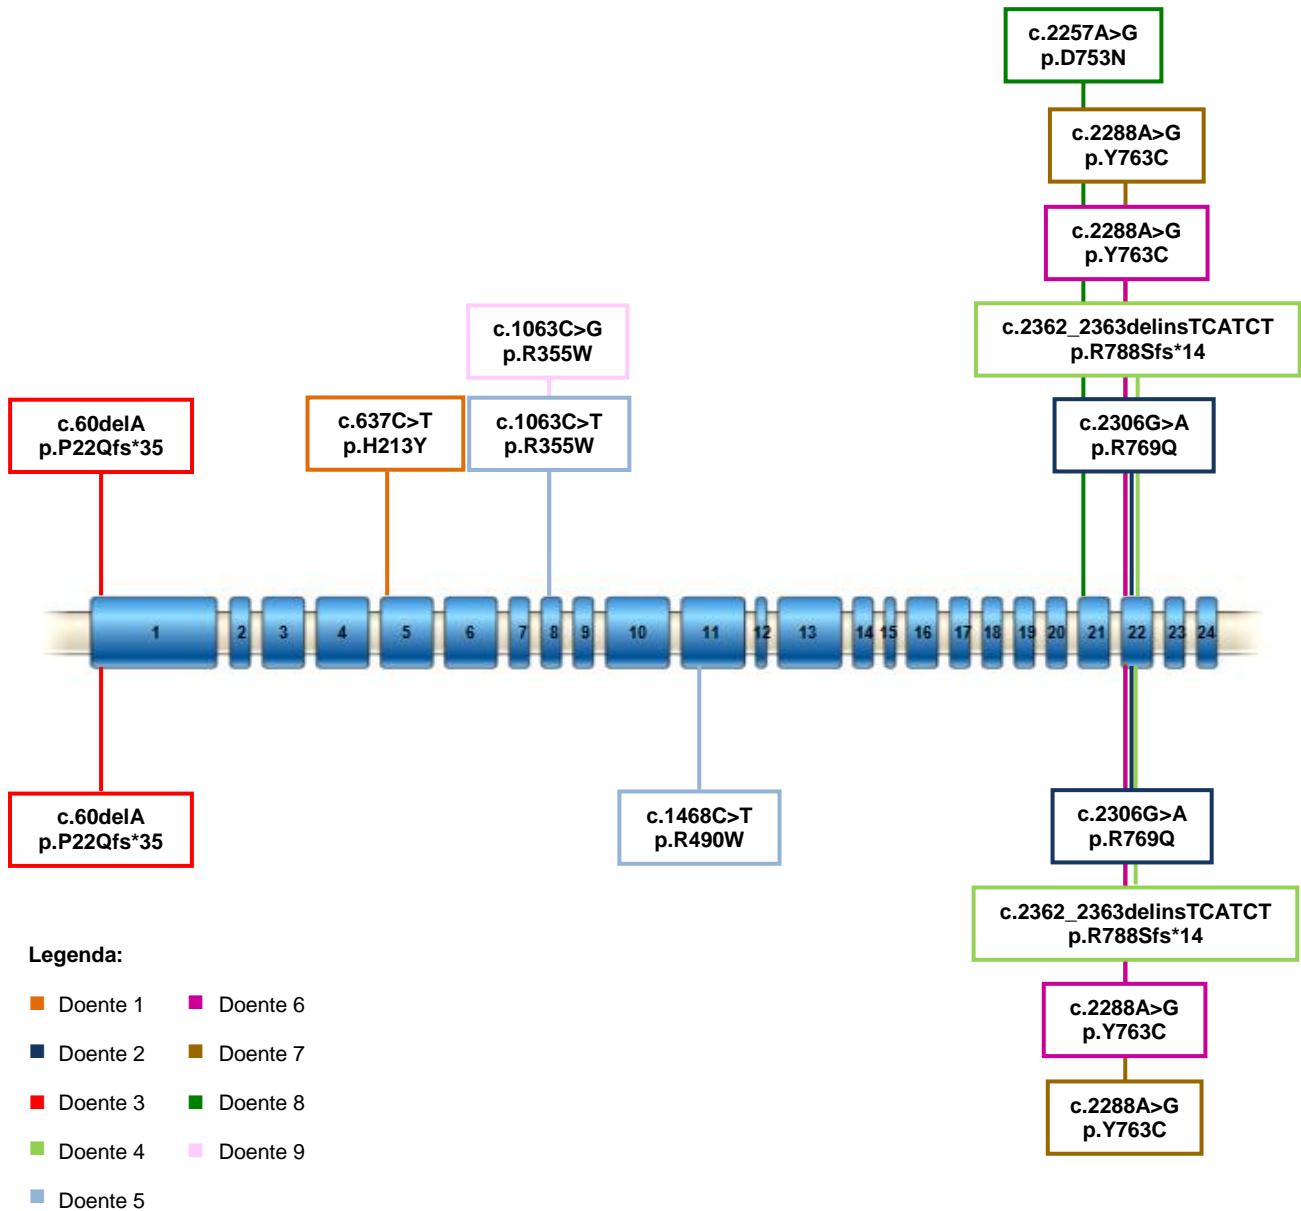 c.2257A>G
p.D753N
c.2288A>G
p.Y763C
c.2288A>G
p.Y763C
c.2362_2363delinsTCATCT
p.R788Sfs*14
c.1063C>G
p.R355W
c.60delA
p.P22Qfs*35
c.637C>T
p.H213Y
c.1063C>T
p.R355W
c.2306G>A
p.R769Q
1 2 3 4 5 6 7 8 9 10 11 12 13 14 15 16 17 18 19 20 21 22 23 24
c.60delA
p.P22Qfs*35
c.1468C>T
p.R490W
c.2306G>A
p.R769Q
c.2362_2363delinsTCATCT
p.R788Sfs*14
c.2288A>G
p.Y763C
c.2288A>G
p.Y763C
Legenda:
Doente 1
Doente 2
Doente 3
Doente 4
Doente 5
Doente 6
Doente 7
Doente 8
Doente 9